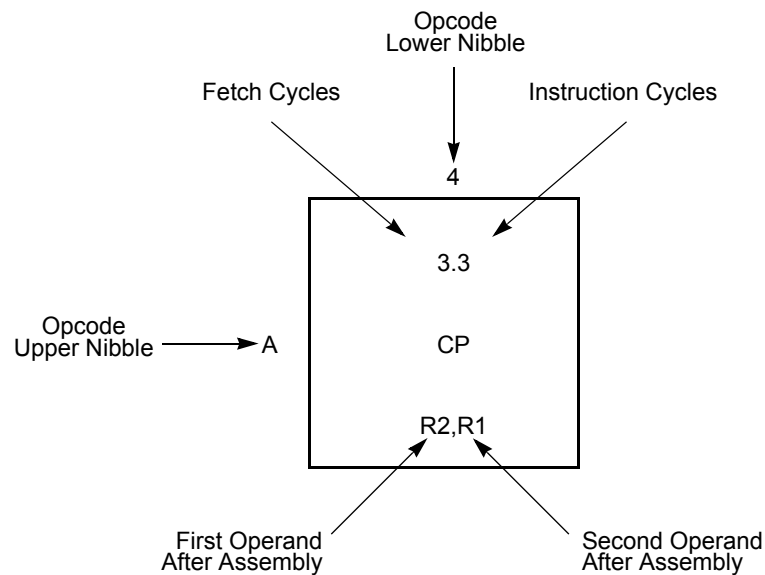 Opcode
Lower Nibble
Fetch Cycles
Instruction Cycles
4
3.3
Opcode
Upper Nibble
A
CP
R2,R1
First Operand
After Assembly
Second Operand
After Assembly